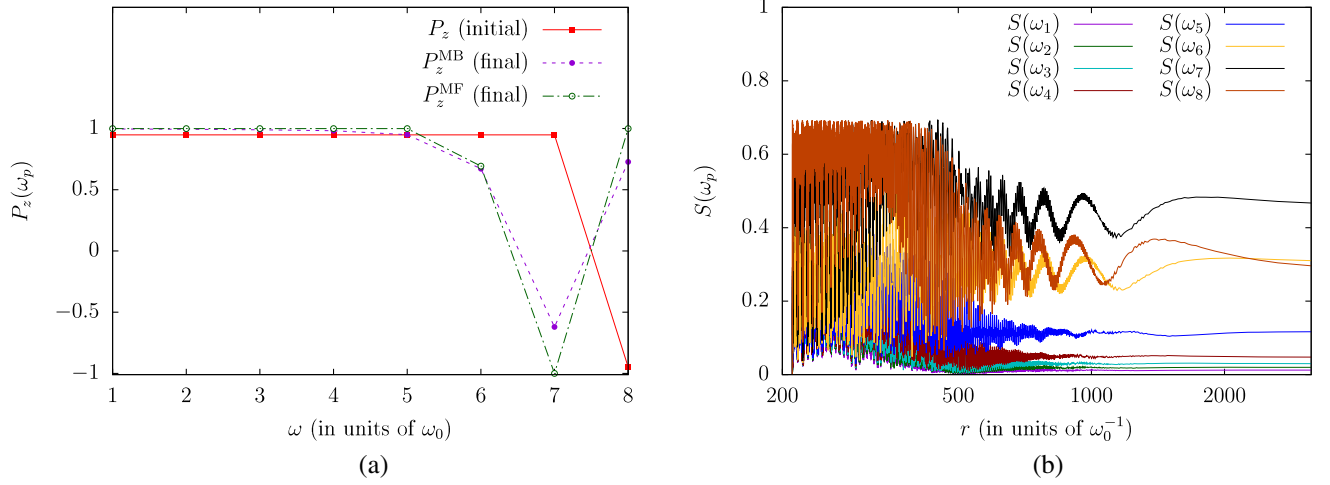 P_z (initial)
P_z^MB (final)
P_z^MF (final)
1
0.5
0
−0.5
−1
P_z(ω_p)
1 2 3 4 5 6 7 8
ω (in units of ω_0)
(a)
S(ω_1) S(ω_5)
S(ω_2) S(ω_6)
S(ω_3) S(ω_7)
S(ω_4) S(ω_8)
1
0.8
0.6
0.4
0.2
0
S(ω_p)
200 500 1000 2000
r (in units of ω_0^−1)
(b)